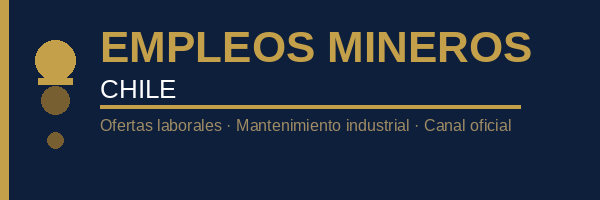 EMPLEOS MINEROS
CHILE
Ofertas laborales · Mantenimiento industrial · Canal oficial